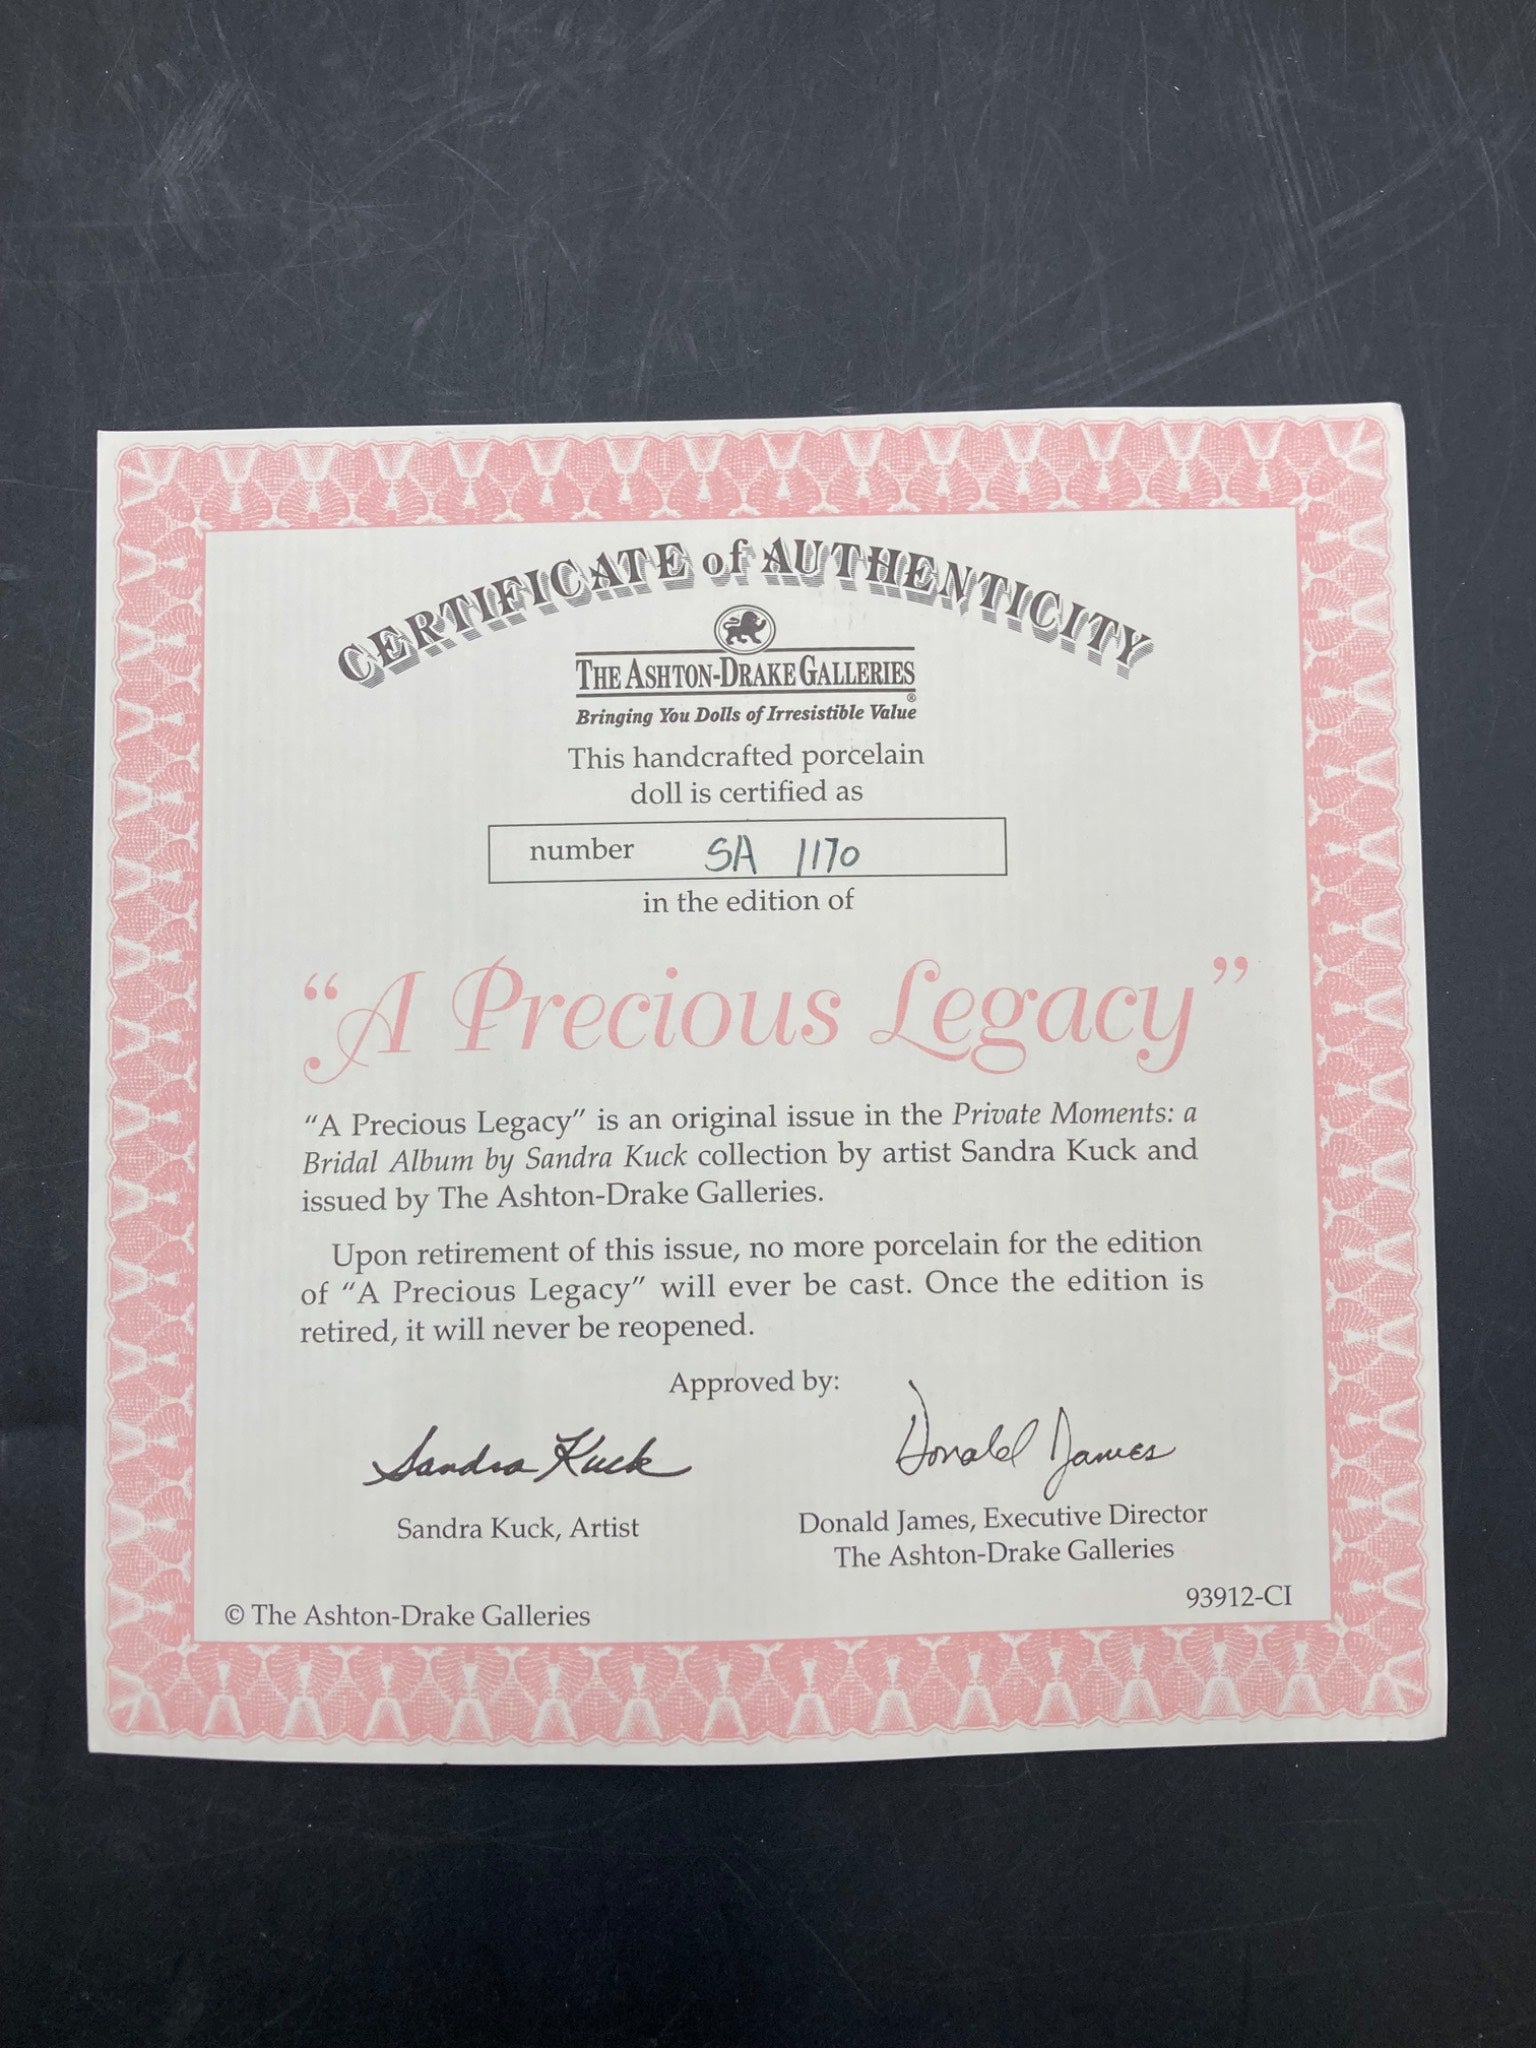 CERTIFICATE of AUTHENTICITY
THE ASHTON-DRAKE GALLERIES
®
Bringing You Dolls of Irresistible Value
This handcrafted porcelain
doll is certified as
number SA 1170
in the edition of
“A Precious Legacy”
“A Precious Legacy” is an original issue in the Private Moments: a
Bridal Album by Sandra Kuck collection by artist Sandra Kuck and
issued by The Ashton-Drake Galleries.
Upon retirement of this issue, no more porcelain for the edition
of “A Precious Legacy” will ever be cast. Once the edition is
retired, it will never be reopened.
Approved by:
Sandra Kuck
Donald James
Sandra Kuck, Artist
Donald James, Executive Director
The Ashton-Drake Galleries
93912-CI
© The Ashton-Drake Galleries